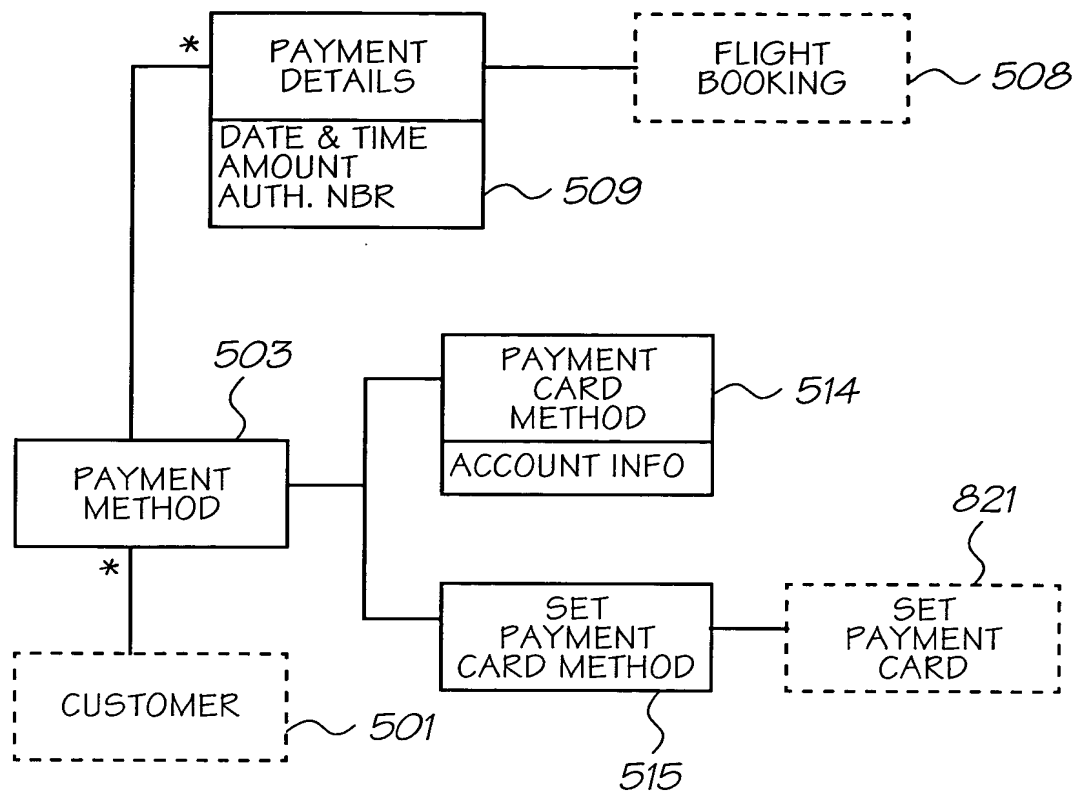 *
PAYMENT
DETAILS
DATE & TIME
AMOUNT
AUTH. NBR
509
FLIGHT
BOOKING
508
503
PAYMENT
METHOD
*
CUSTOMER
501
PAYMENT
CARD
METHOD
ACCOUNT INFO
514
SET
PAYMENT
CARD METHOD
515
821
SET
PAYMENT
CARD